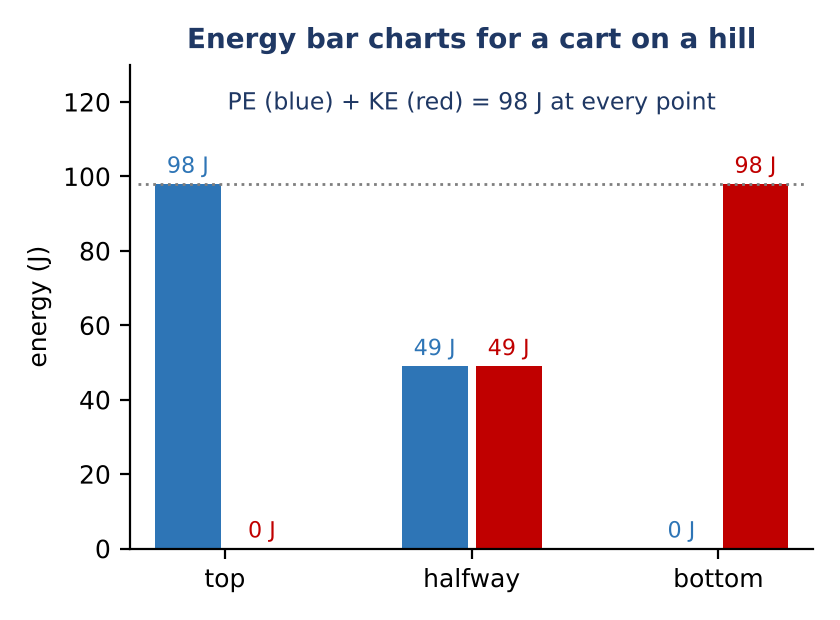 Energy bar charts for a cart on a hill
PE (blue) + KE (red) = 98 J at every point
energy (J)
120
100
80
60
40
20
0
98 J
0 J
49 J
49 J
0 J
98 J
top
halfway
bottom